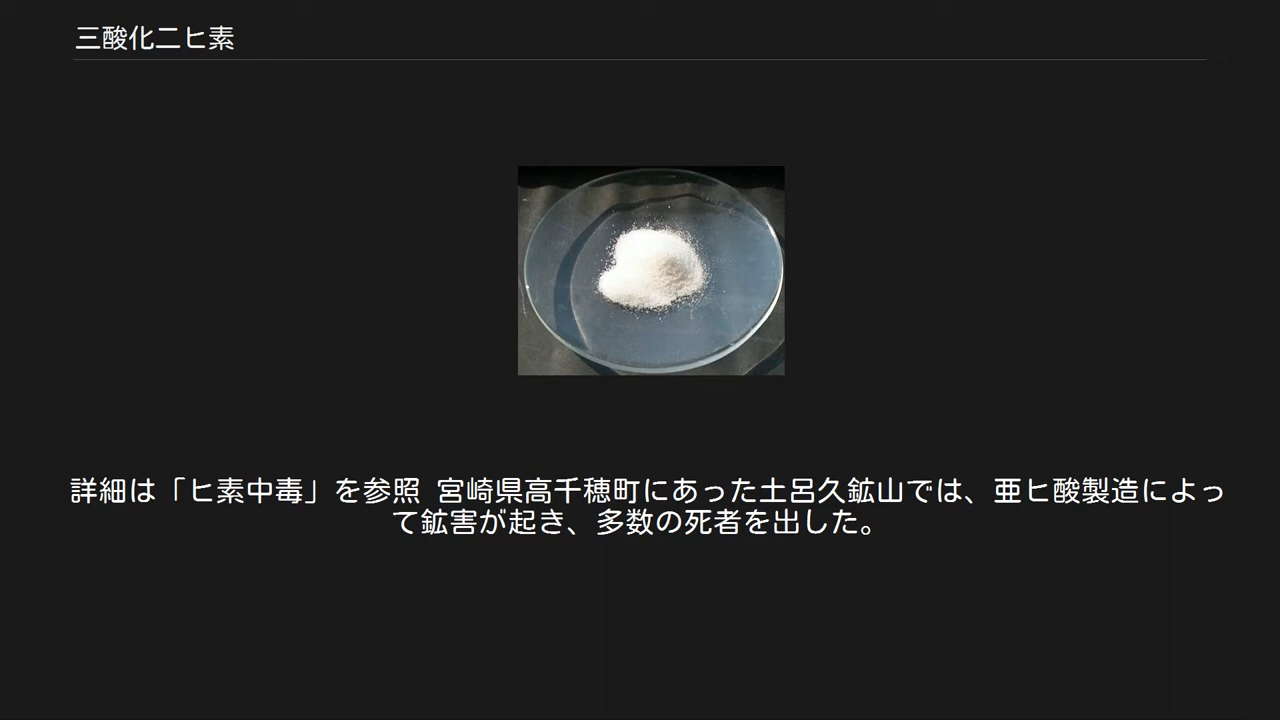 三酸化二ヒ素
詳細は「ヒ素中毒」を参照 宮崎県高千穂町にあった土呂久鉱山では、亜ヒ酸製造によっ
て鉱害が起き、多数の死者を出した。